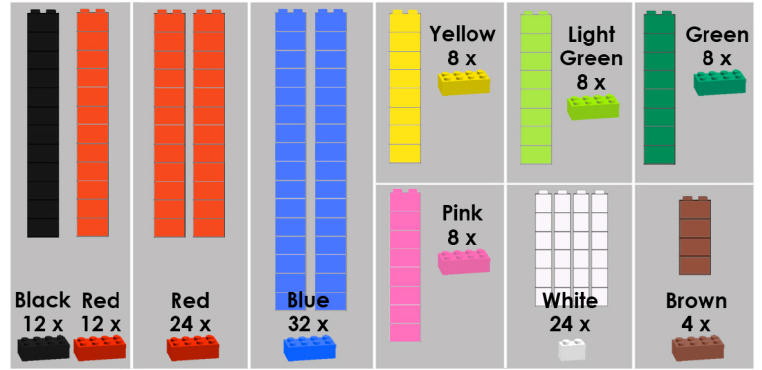 Yellow
8 x
Light
Green
8 x
Green
8 x
Pink
8 x
Black
12 x
Red
12 x
Red
24 x
Blue
32 x
White
24 x
Brown
4 x